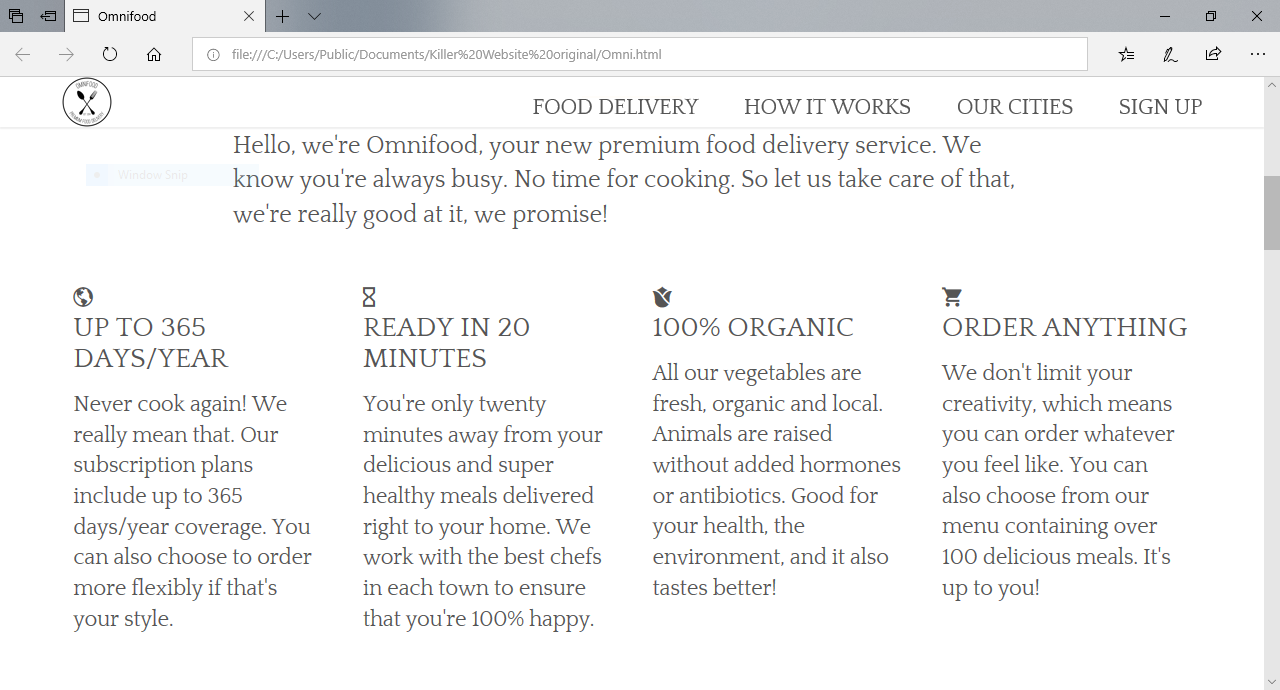 Omnifood
file:///C:/Users/Public/Documents/Killer%20Website%20original/Omni.html
OMNIFOOD
PREMIUM FOOD DELIVERY
FOOD DELIVERY HOW IT WORKS OUR CITIES SIGN UP
Hello, we're Omnifood, your new premium food delivery service. We
Window Snip
know you're always busy. No time for cooking. So let us take care of that,
we're really good at it, we promise!
UP TO 365
DAYS/YEAR
Never cook again! We
really mean that. Our
subscription plans
include up to 365
days/year coverage. You
can also choose to order
more flexibly if that's
your style.
READY IN 20
MINUTES
You're only twenty
minutes away from your
delicious and super
healthy meals delivered
right to your home. We
work with the best chefs
in each town to ensure
that you're 100% happy.
100% ORGANIC
All our vegetables are
fresh, organic and local.
Animals are raised
without added hormones
or antibiotics. Good for
your health, the
environment, and it also
tastes better!
ORDER ANYTHING
We don't limit your
creativity, which means
you can order whatever
you feel like. You can
also choose from our
menu containing over
100 delicious meals. It's
up to you!